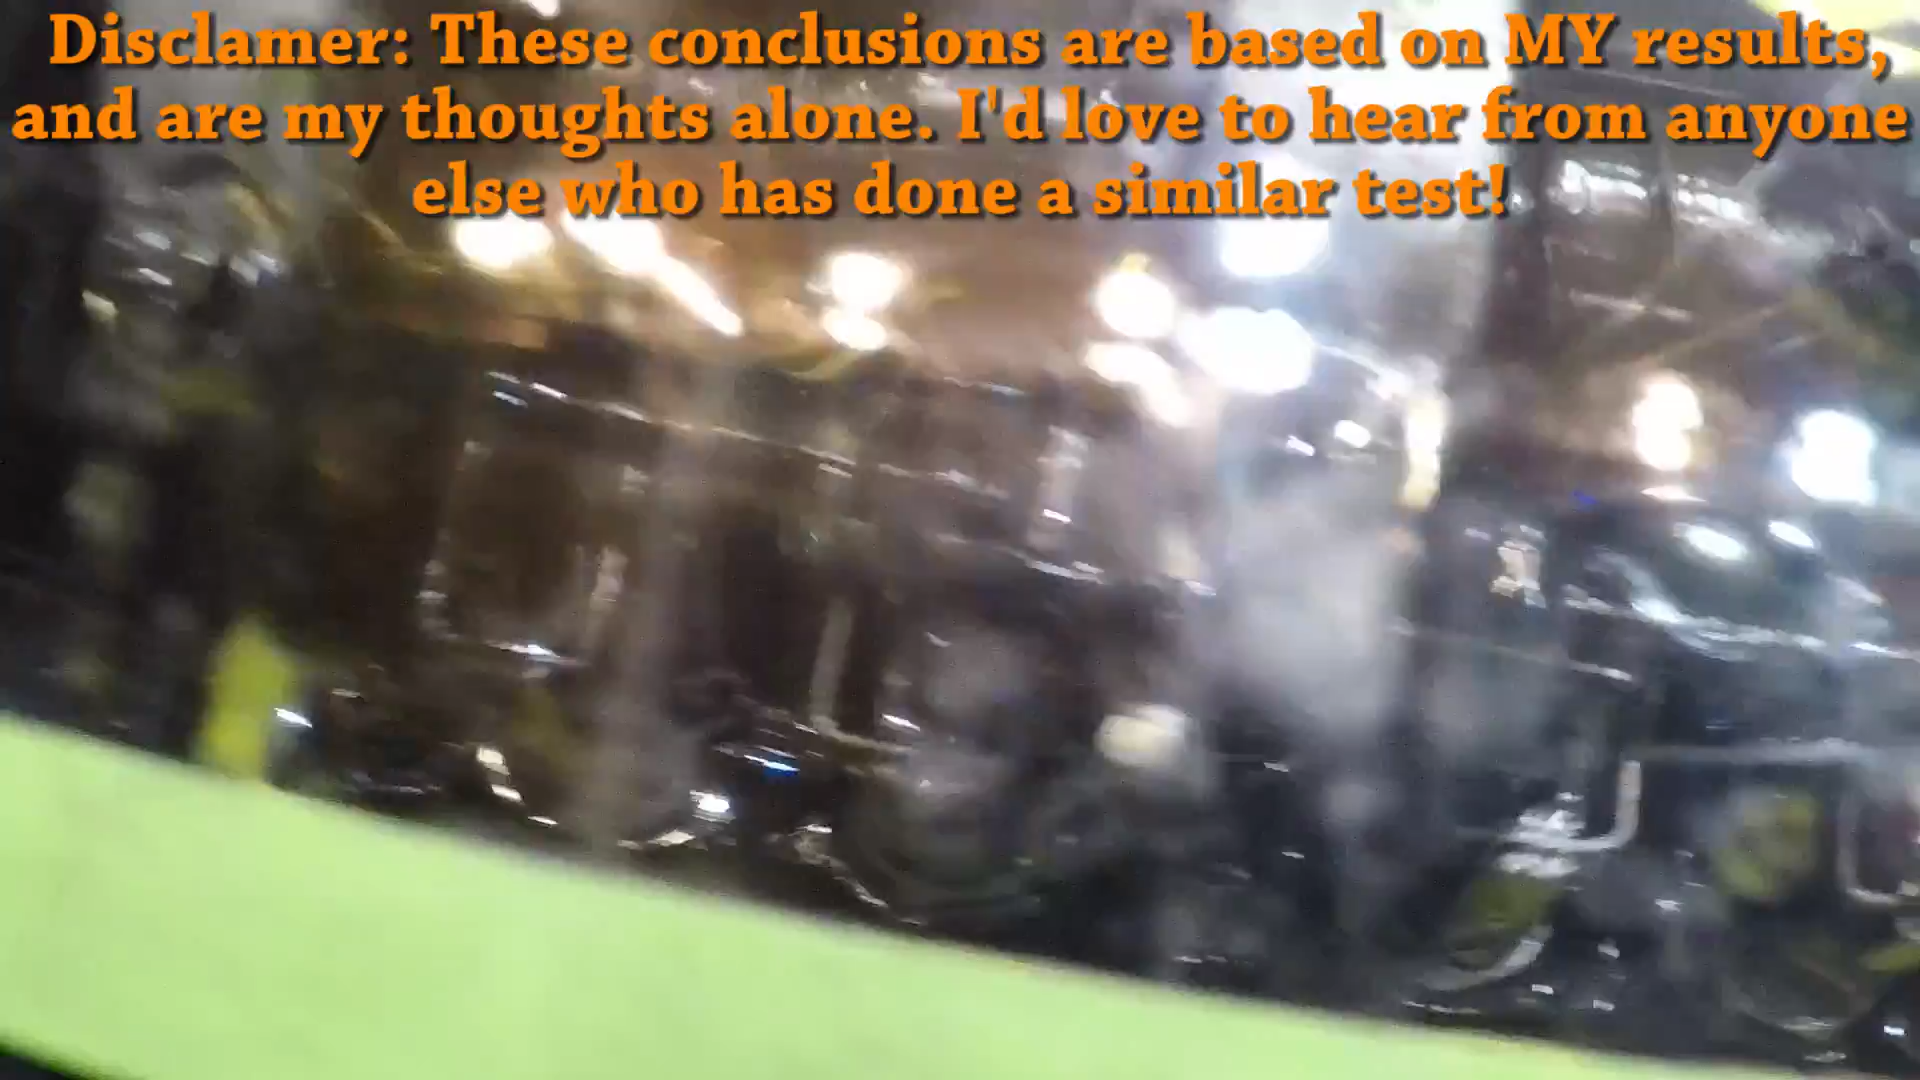 Disclamer: These conclusions are based on MY results,
and are my thoughts alone. I'd love to hear from anyone
else who has done a similar test!